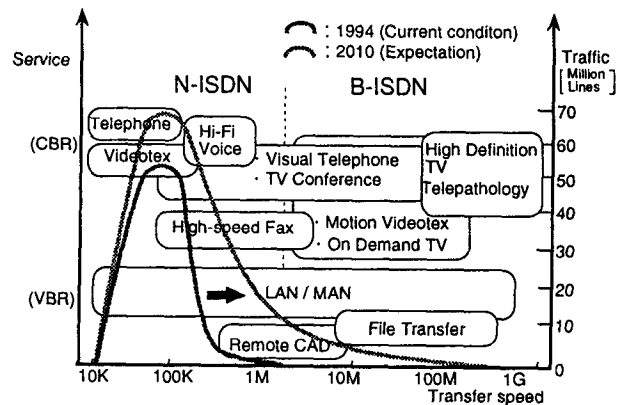 : 1994 (Current conditon)
: 2010 (Expectation)
Service
Traffic
[Million
Lines]
N-ISDN
B-ISDN
70
60
50
40
30
20
10
0
(CBR)
(VBR)
Telephone
Hi-Fi
Voice
Videotex
· Visual Telephone
· TV Conference
High Definition
TV
Telepathology
High-speed Fax
· Motion Videotex
· On Demand TV
LAN / MAN
File Transfer
Remote CAD
10K
100K
1M
10M
100M
1G
Transfer speed